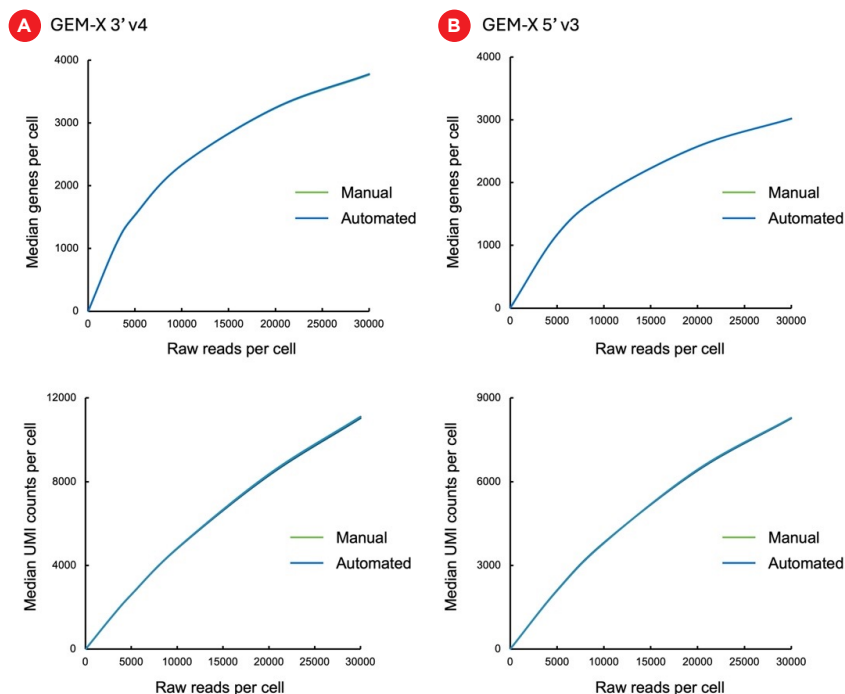 A GEM-X 3’ v4
4000
3000
2000
1000
0
Median genes per cell
Manual
Automated
0 5000 10000 15000 20000 25000 30000
Raw reads per cell
B GEM-X 5’ v3
4000
3000
2000
1000
0
Median genes per cell
Manual
Automated
0 5000 10000 15000 20000 25000 30000
Raw reads per cell
12000
8000
4000
0
Median UMI counts per cell
Manual
Automated
0 5000 10000 15000 20000 25000 30000
Raw reads per cell
9000
6000
3000
0
Median UMI counts per cell
Manual
Automated
0 5000 10000 15000 20000 25000 30000
Raw reads per cell